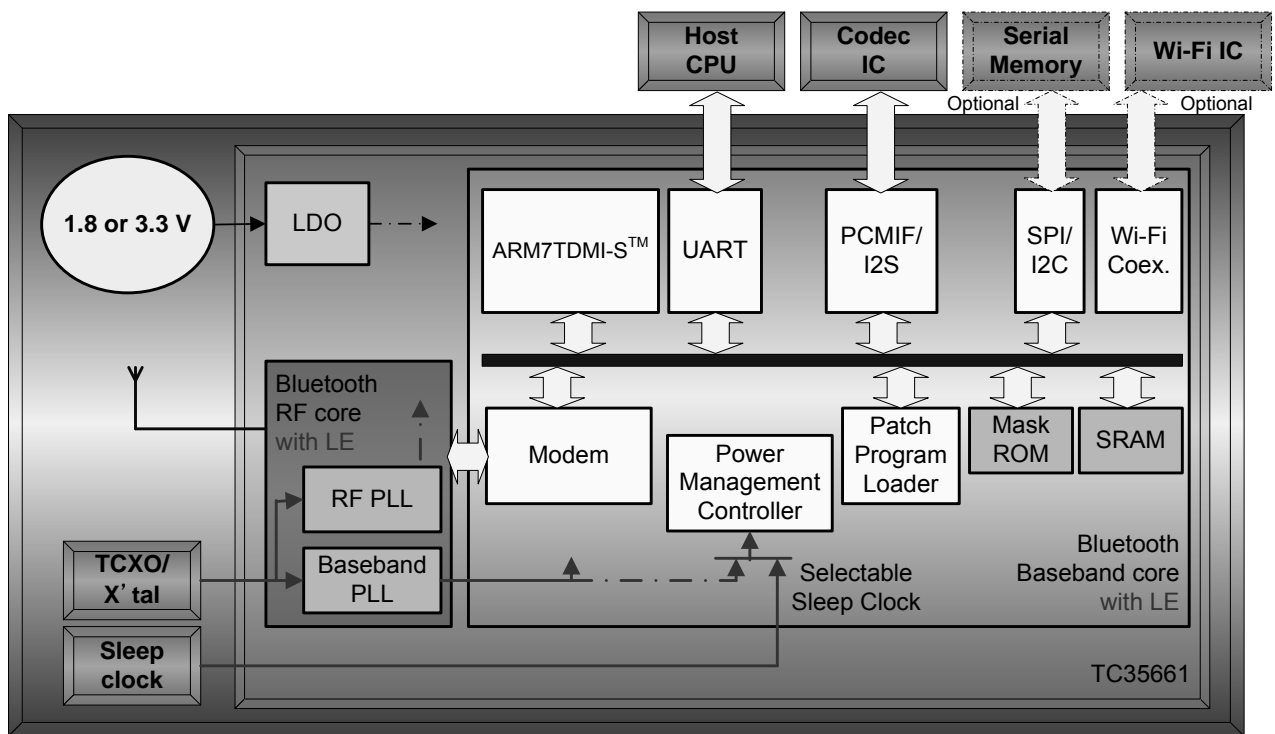 Host
CPU
Codec
IC
Serial
Memory
Wi-Fi IC
Optional
Optional
1.8 or 3.3 V
LDO
ARM7TDMI-S™
UART
PCMIF/
I2S
SPI/
I2C
Wi-Fi
Coex.
Bluetooth
RF core
with LE
RF PLL
Baseband
PLL
Modem
Power
Management
Controller
Patch
Program
Loader
Mask
ROM
SRAM
TCXO/
X' tal
Sleep
clock
Selectable
Sleep Clock
Bluetooth
Baseband core
with LE
TC35661